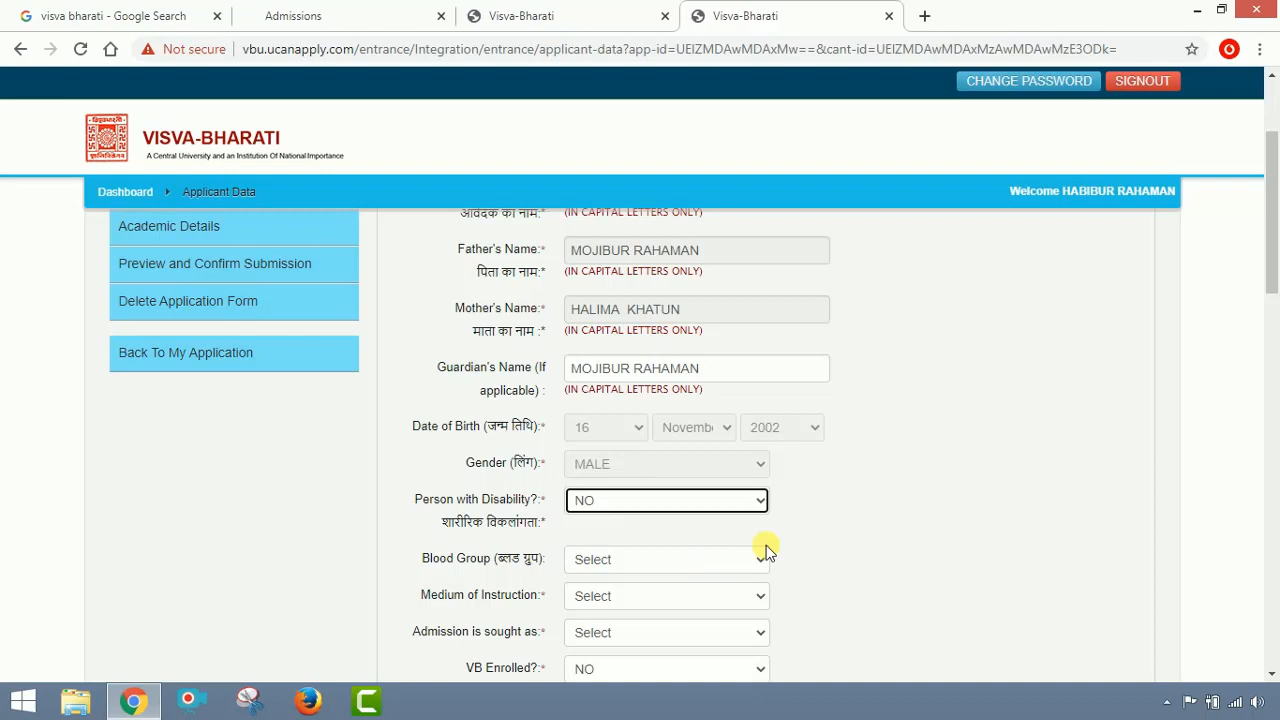 visva bharati - Google Search
Admissions
Visva-Bharati
Visva-Bharati
Not secure
vbu.ucanapply.com/entrance/Integration/entrance/applicant-data?app-id=UElZMDAwMDAxMw==&cant-id=UElZMDAwMDAxMzAwMDAwMzE3ODk=
CHANGE PASSWORD
SIGNOUT
VISVA-BHARATI
A Central University and an Institution Of National Importance
Dashboard
Applicant Data
Welcome HABIBUR RAHAMAN
Academic Details
Preview and Confirm Submission
Delete Application Form
Back To My Application
आवेदक का नाम:*
(IN CAPITAL LETTERS ONLY)
Father's Name:*
MOJIBUR RAHAMAN
पिता का नाम:*
(IN CAPITAL LETTERS ONLY)
Mother's Name:*
HALIMA KHATUN
माता का नाम :*
(IN CAPITAL LETTERS ONLY)
Guardian's Name (If
applicable) :
MOJIBUR RAHAMAN
(IN CAPITAL LETTERS ONLY)
Date of Birth (जन्म तिथि):*
16
Novembe
2002
Gender (लिंग):*
MALE
Person with Disability?:*
NO
शारीरिक विकलांगता:*
Blood Group (ब्लड ग्रुप):
Select
Medium of Instruction:*
Select
Admission is sought as:*
Select
VB Enrolled?:*
NO